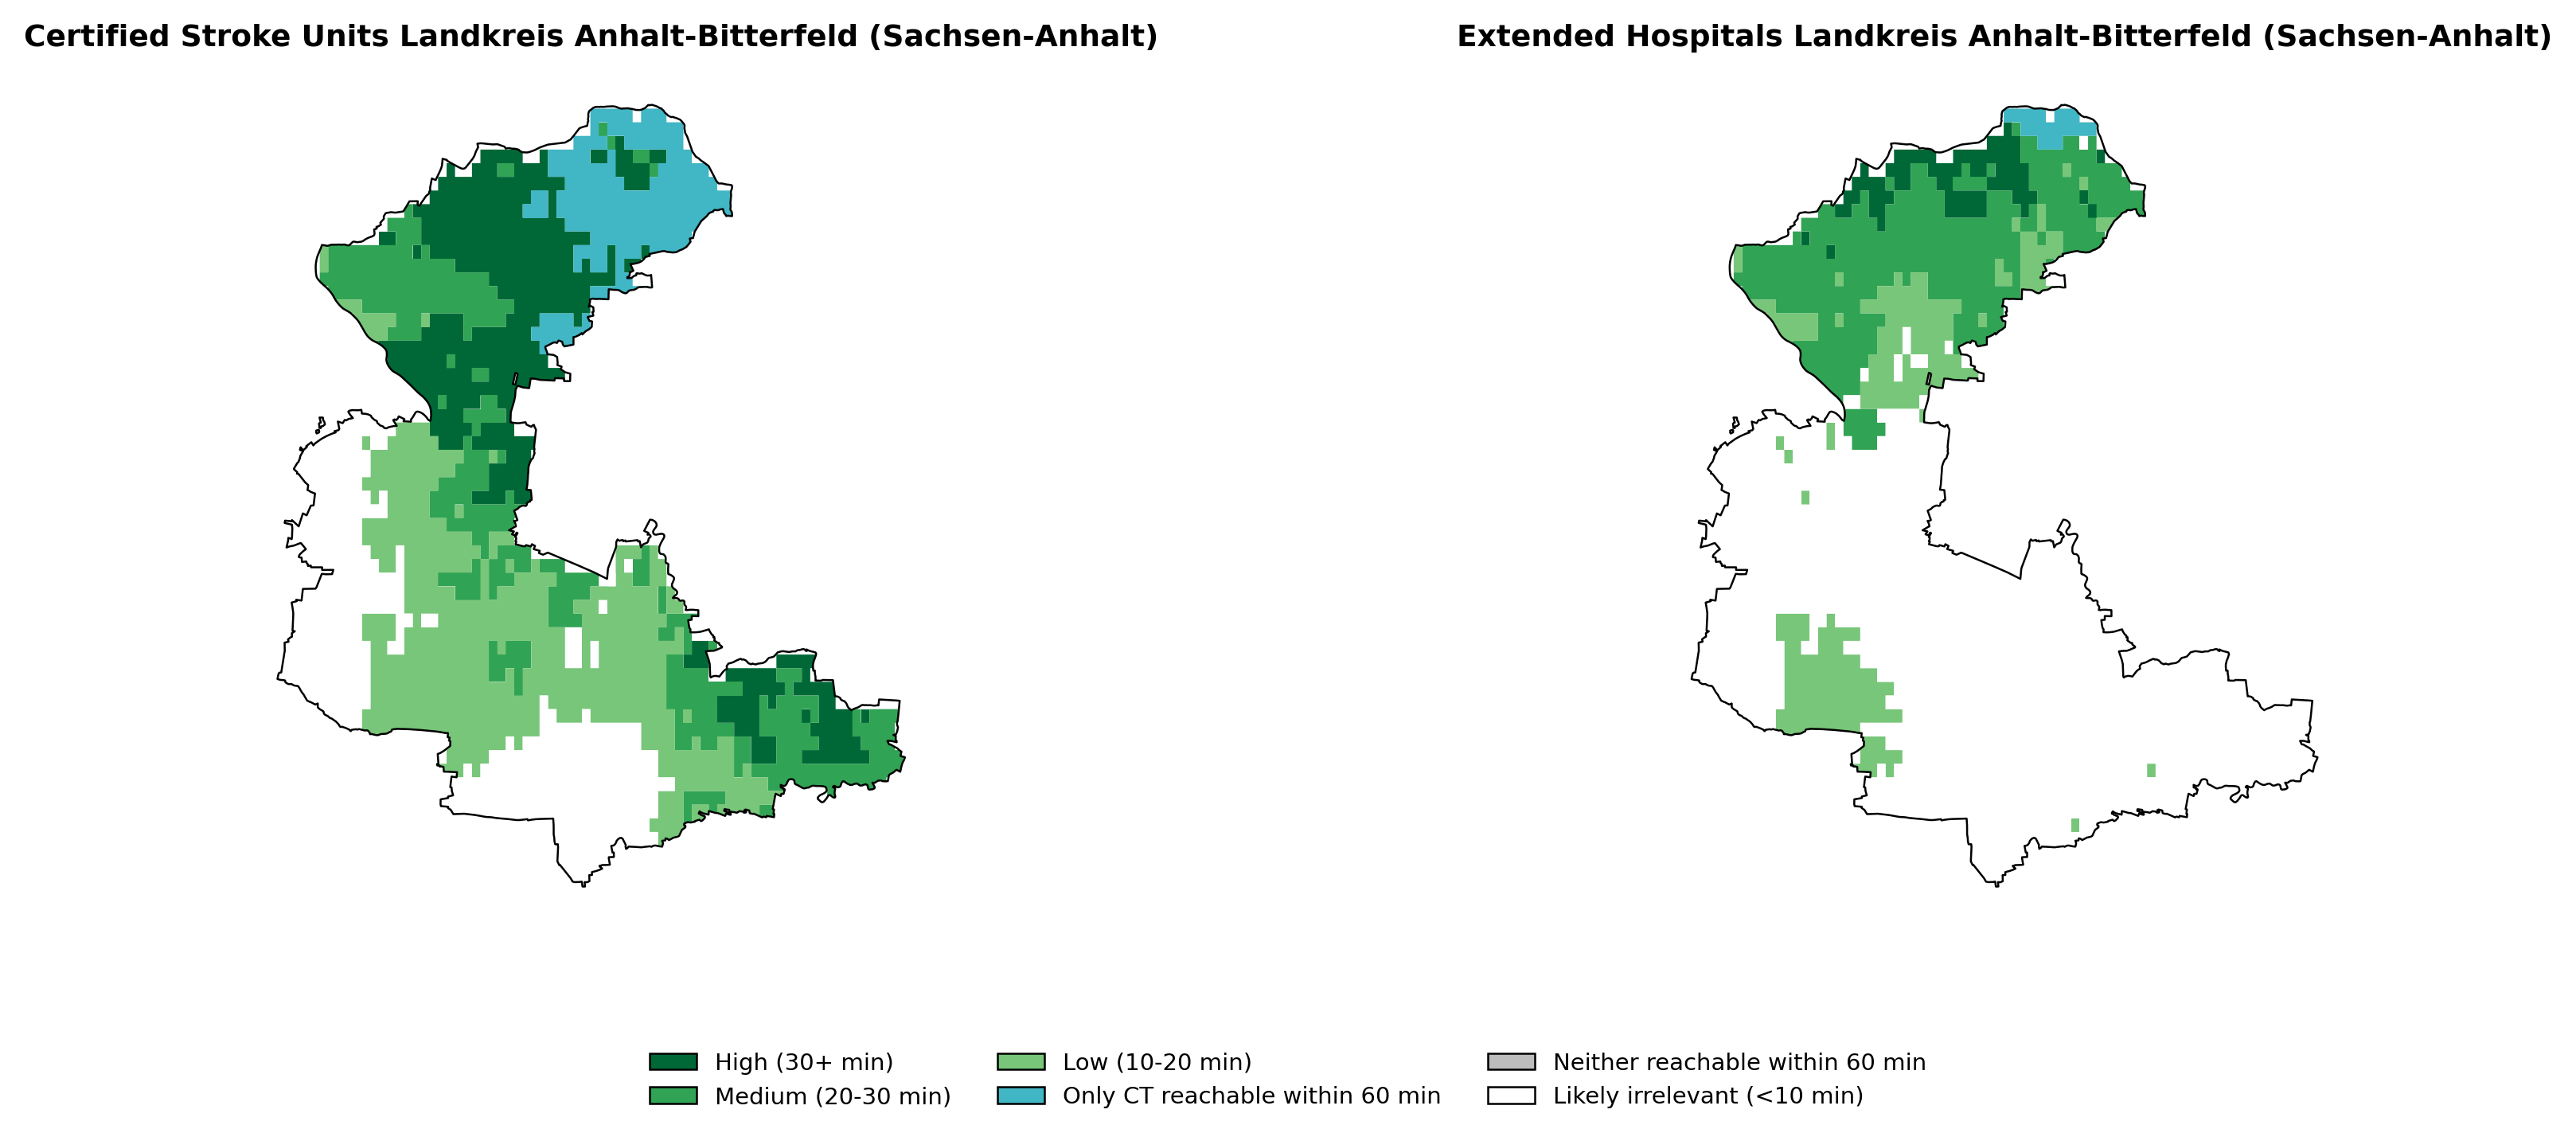 Certified Stroke Units Landkreis Anhalt-Bitterfeld (Sachsen-Anhalt)
Extended Hospitals Landkreis Anhalt-Bitterfeld (Sachsen-Anhalt)
High (30+ min)
Medium (20-30 min)
Low (10-20 min)
Only CT reachable within 60 min
Neither reachable within 60 min
Likely irrelevant (<10 min)